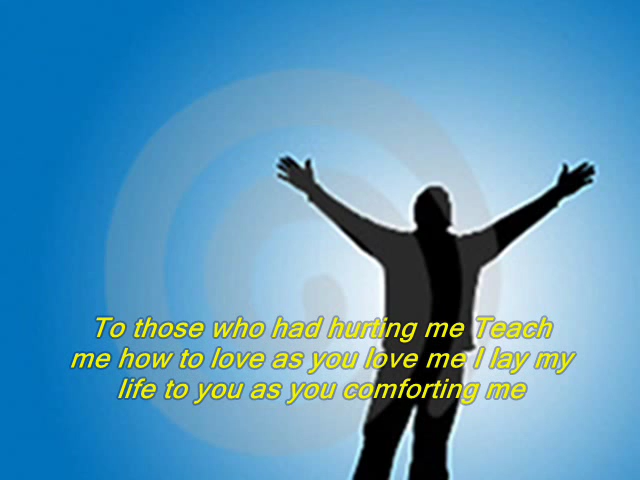 To those who had hurting me Teach
me how to love as you love me I lay my
life to you as you comforting me